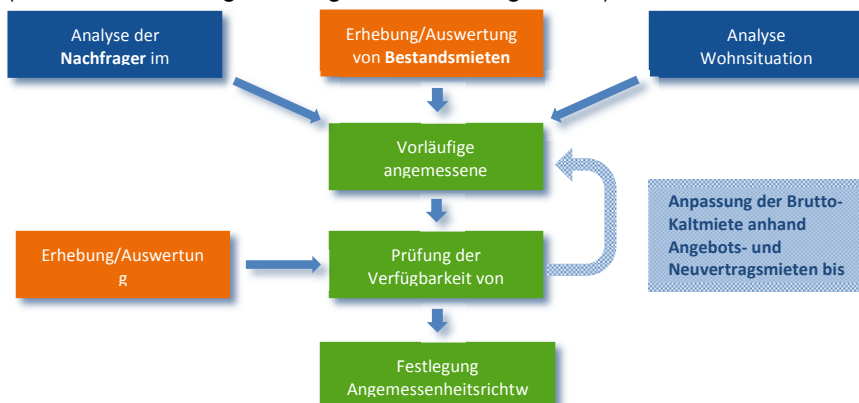 Analyse der
Nachfrager im
Erhebung/Auswertung
von Bestandsmieten
Analyse
Wohnsituation
Vorläufige
angemessene
Anpassung der Brutto-
Kaltmiete anhand
Angebots- und
Neuvertragsmieten bis
Erhebung/Auswertun
g
Prüfung der
Verfügbarkeit von
Festlegung
Angemessenheitsrichtw